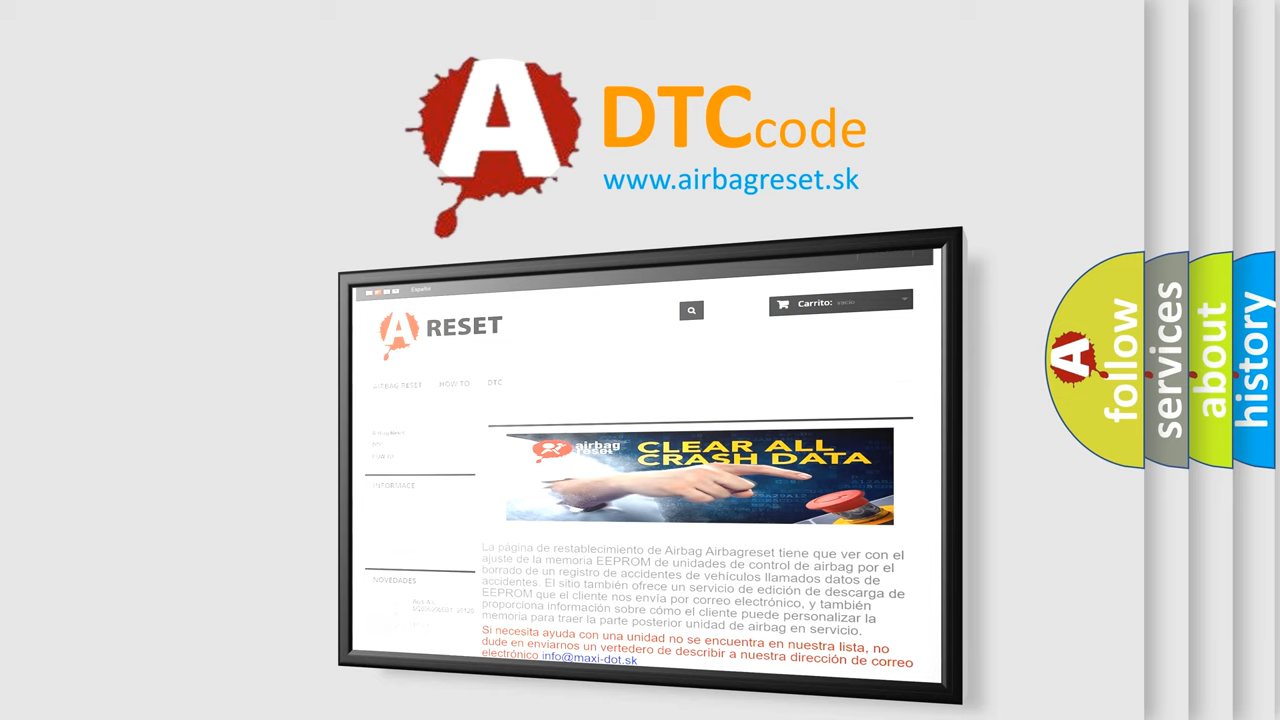 A DTCcode
www.airbagreset.sk
Español
A RESET
Carrito: vacío
AIRBAG RESET HOW TO DTC
INFORMACE
airbag
reset
CLEAR ALL
CRASH DATA
La página de restablecimiento de Airbag Airbagreset tiene que ver con el
ajuste de la memoria EEPROM de unidades de control de airbag por el
borrado de un registro de accidentes de vehículos llamados datos de
accidentes. El sitio también ofrece un servicio de edición de descarga de
EEPROM que el cliente nos envía por correo electrónico, y también
proporciona información sobre cómo el cliente puede personalizar la
memoria para traer la parte posterior unidad de airbag en servicio.
Si necesita ayuda con una unidad no se encuentra en nuestra lista, no
dude en enviarnos un vertedero de describir a nuestra dirección de correo
electrónico info@maxi-dot.sk
NOVEDADES
A follow
services
about
history